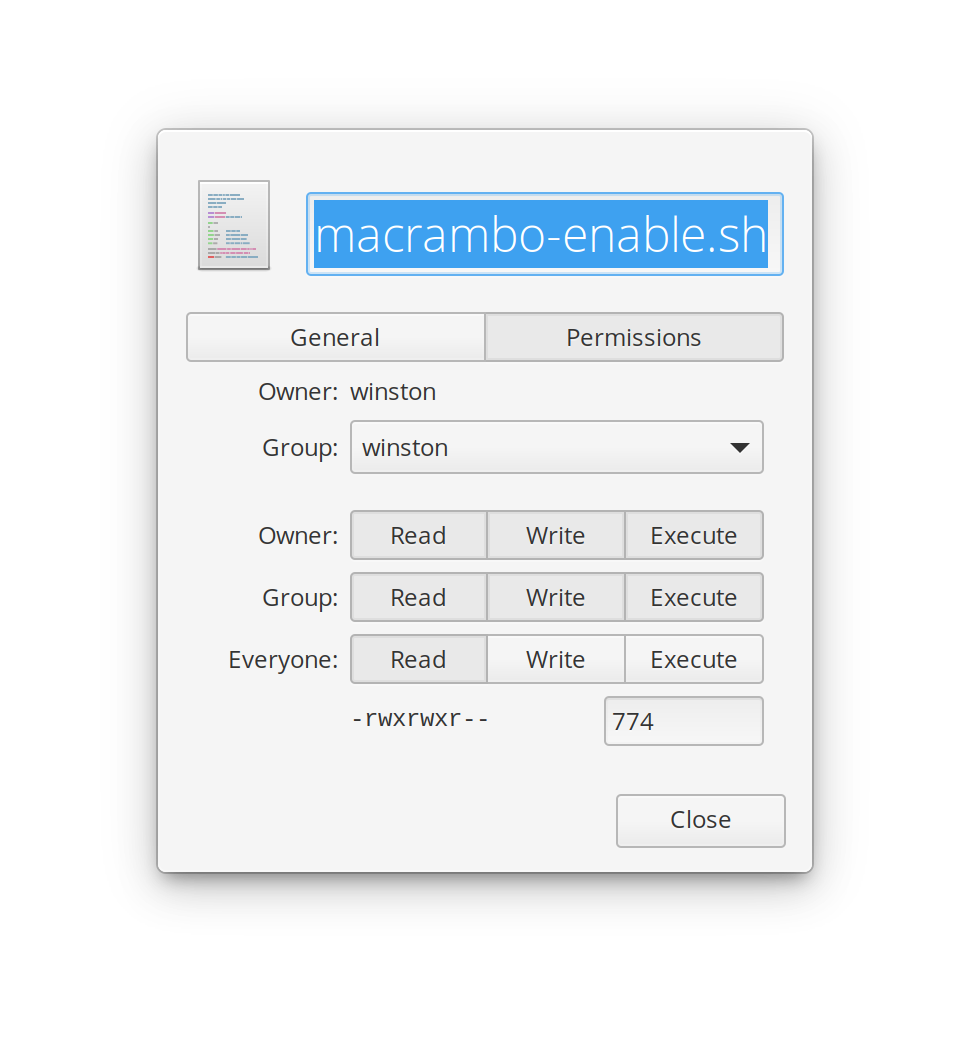 macrambo-enable.sh
General Permissions
Owner: winston
Group: winston
Owner: Read Write Execute
Group: Read Write Execute
Everyone: Read Write Execute
-rwxrwxr-- 774
Close